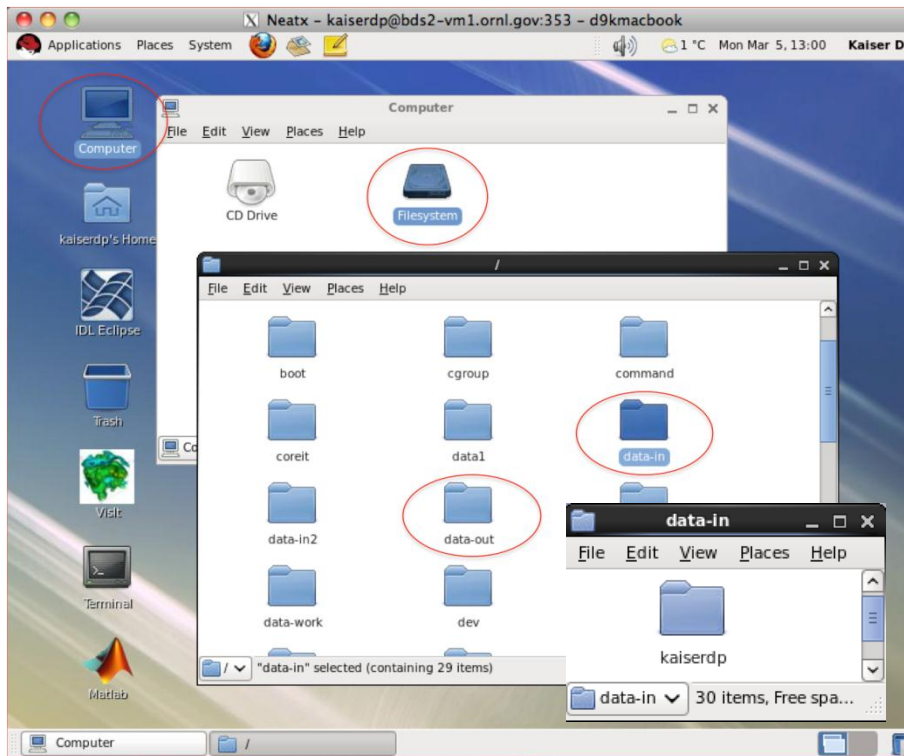 Neatx – kaiserdp@bds2-vm1.ornl.gov:353 – d9kmacbook
Applications Places System 1 °C Mon Mar 5, 13:00 Kaiser D
Computer
File Edit View Places Help
Computer
CD Drive Filesystem
kaiserdp's Home
/
File Edit View Places Help
IDL Eclipse
boot cgroup command
Trash
coreit data1 data-in
Co
VisIt
data-in2 data-out
data-in
File Edit View Places Help
Terminal
data-work dev
kaiserdp
/ "data-in" selected (containing 29 items)
Matlab
data-in 30 items, Free spa...
Computer /